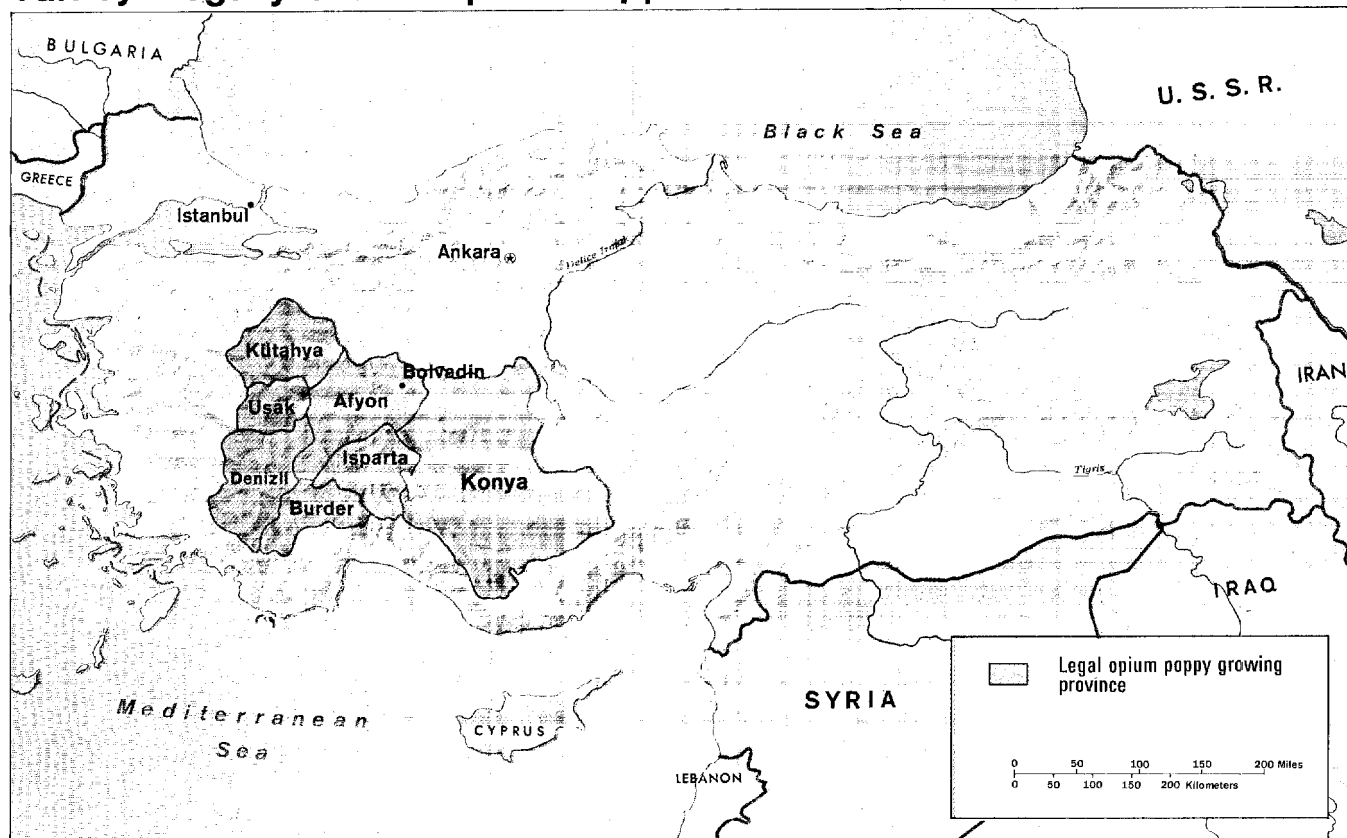 BULGARIA
U.S.S.R.
Black Sea
GREECE
Istanbul
Ankara
Kütahya
Bolvadin
IRAN
Uşak
Afyon
Isparta
Tigris
Denizli
Konya
Burder
IRAQ
Legal opium poppy growing
province
SYRIA
Mediterranean
Sea
CYPRUS
0 50 100 150 200 Miles
LEBANON
0 50 100 150 200 Kilometers